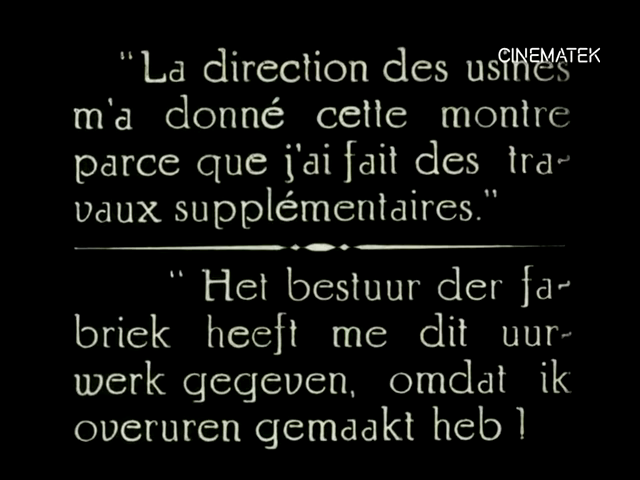 CINEMATEK
"La direction des usines
m'a donné cette montre
parce que j'ai fait des tra-
vaux supplémentaires."
" Het bestuur der fa-
briek heeft me dit uur-
werk gegeven, omdat ik
overuren gemaakt heb !